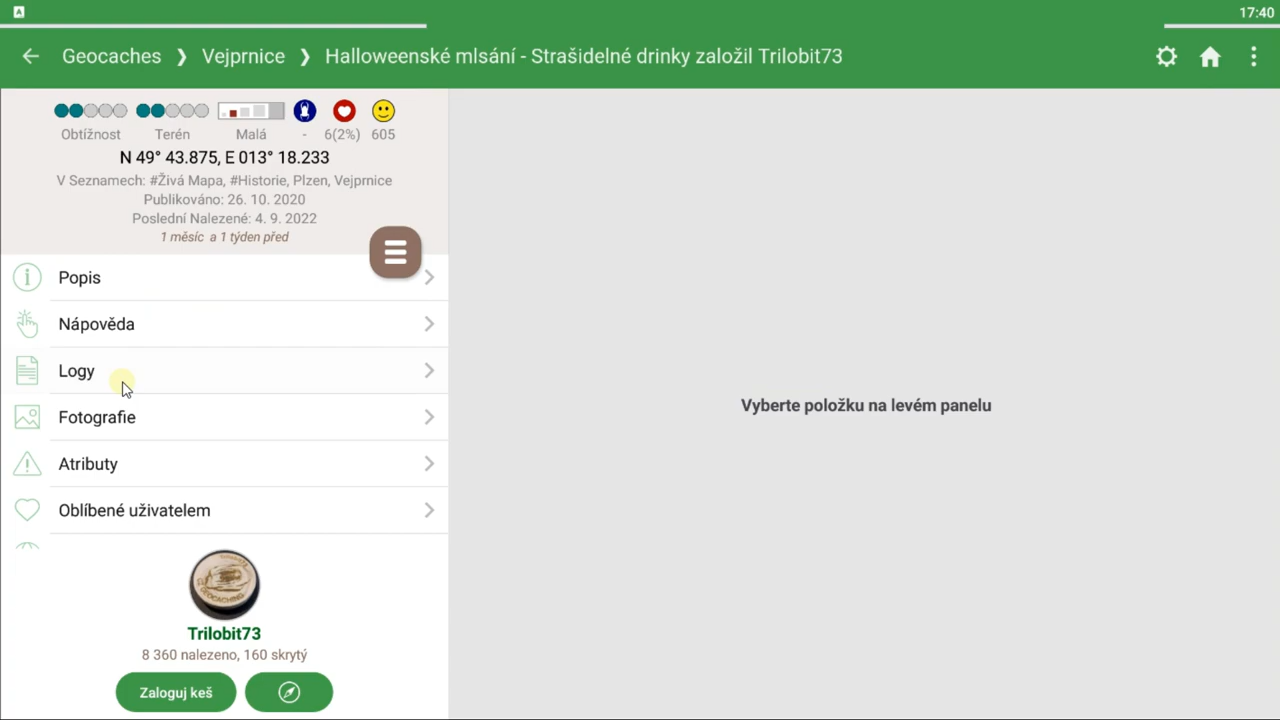 A
17:40
Geocaches ❯ Vejprnice ❯ Halloweenské mlsání - Strašidelné drinky založil Trilobit73
Obtížnost Terén Malá - 6(2%) 605
N 49° 43.875, E 013° 18.233
V Seznamech: #Živá Mapa, #Historie, Plzen, Vejprnice
Publikováno: 26. 10. 2020
Poslední Nalezené: 4. 9. 2022
1 měsíc a 1 týden před
Popis
Nápověda
Logy
Fotografie
Atributy
Oblíbené uživatelem
Trilobit73
8 360 nalezeno, 160 skrytý
Zaloguj keš
Vyberte položku na levém panelu